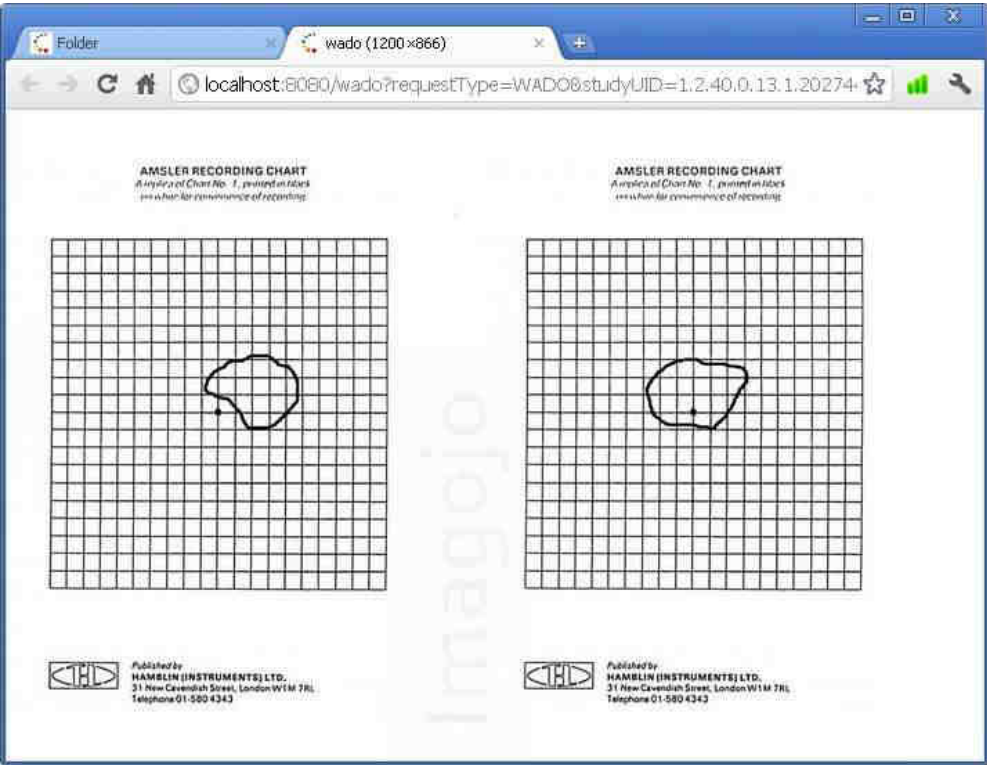 Folder
wado (1200×866)
localhost:8080/wado?requestType=WADO&studyUID=1.2.40.0.13.1.20274
AMSLER RECORDING CHART
A replica of Chart No. 1, printed in black
on white for convenience of recording.
AMSLER RECORDING CHART
A replica of Chart No. 1, printed in black
on white for convenience of recording.
Imagojo
Published by
HAMBLIN (INSTRUMENTS) LTD.
31 New Cavendish Street, London W1M 7RL
Telephone 01-580 4343
Published by
HAMBLIN (INSTRUMENTS) LTD.
31 New Cavendish Street, London W1M 7RL
Telephone 01-580 4343